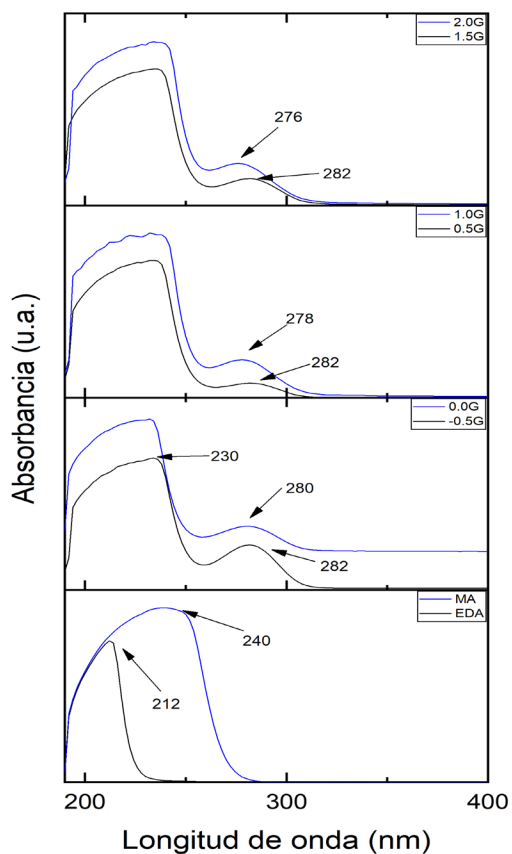 2.0G
1.5G
276
282
1.0G
0.5G
278
282
0.0G
-0.5G
230
280
282
MA
EDA
240
212
200
300
400
Absorbancia (u.a.)
Longitud de onda (nm)